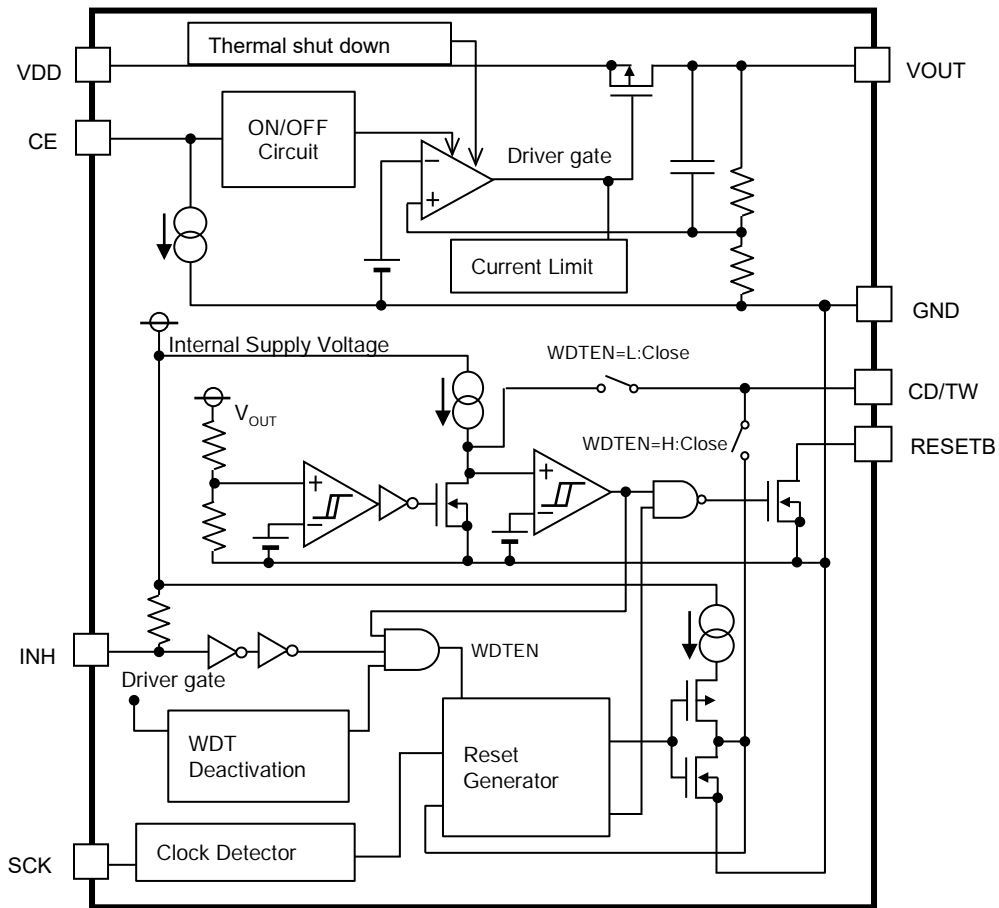 Thermal shut down
VDD
VOUT
CE
ON/OFF
Circuit
Driver gate
−
+
Current Limit
GND
Internal Supply Voltage
WDTEN=L:Close
CD/TW
VOUT
WDTEN=H:Close
RESETB
+
−
+
−
INH
WDTEN
Driver gate
WDT
Deactivation
Reset
Generator
SCK
Clock Detector